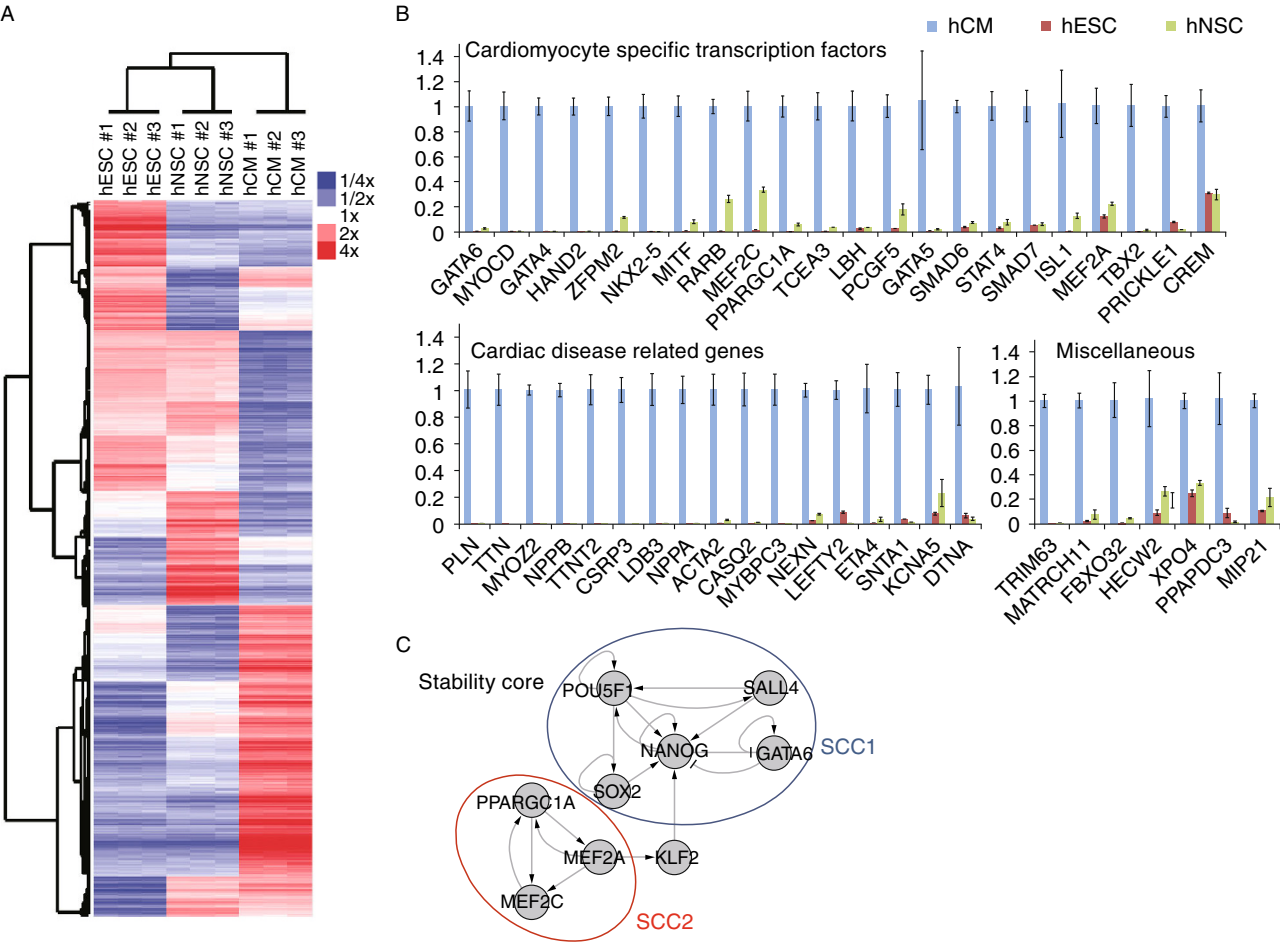 A
hESC #1
hESC #2
hESC #3
hNSC #1
hNSC #2
hNSC #3
hCM #1
hCM #2
hCM #3
1/4x
1/2x
1x
2x
4x
B
hCM
hESC
hNSC
Cardiomyocyte specific transcription factors
1.4
1.2
1
0.8
0.6
0.4
0.2
0
GATA6
MYOCD
GATA4
HAND2
ZFPM2
NKX2-5
MITF
RARB
MEF2C
PPARGC1A
TCEA3
LBH
PCGF5
GATA5
SMAD6
STAT4
SMAD7
ISL1
MEF2A
TBX2
PRICKLE1
CREM
Cardiac disease related genes
1.4
1.2
1
0.8
0.6
0.4
0.2
0
PLN
TTN
MYOZ2
NPPB
TTNT2
CSRP3
LDB3
NPPA
ACTA2
CASQ2
MYBPC3
NEXN
LEFTY2
ETA4
SNTA1
KCNA5
DTNA
Miscellaneous
1.4
1.2
1
0.8
0.6
0.4
0.2
0
TRIM63
MATRCH11
FBXO32
HECW2
XPO4
PPAPDC3
MIP21
C
Stability core
POU5F1
SALL4
NANOG
GATA6
SCC1
SOX2
PPARGC1A
MEF2A
KLF2
MEF2C
SCC2